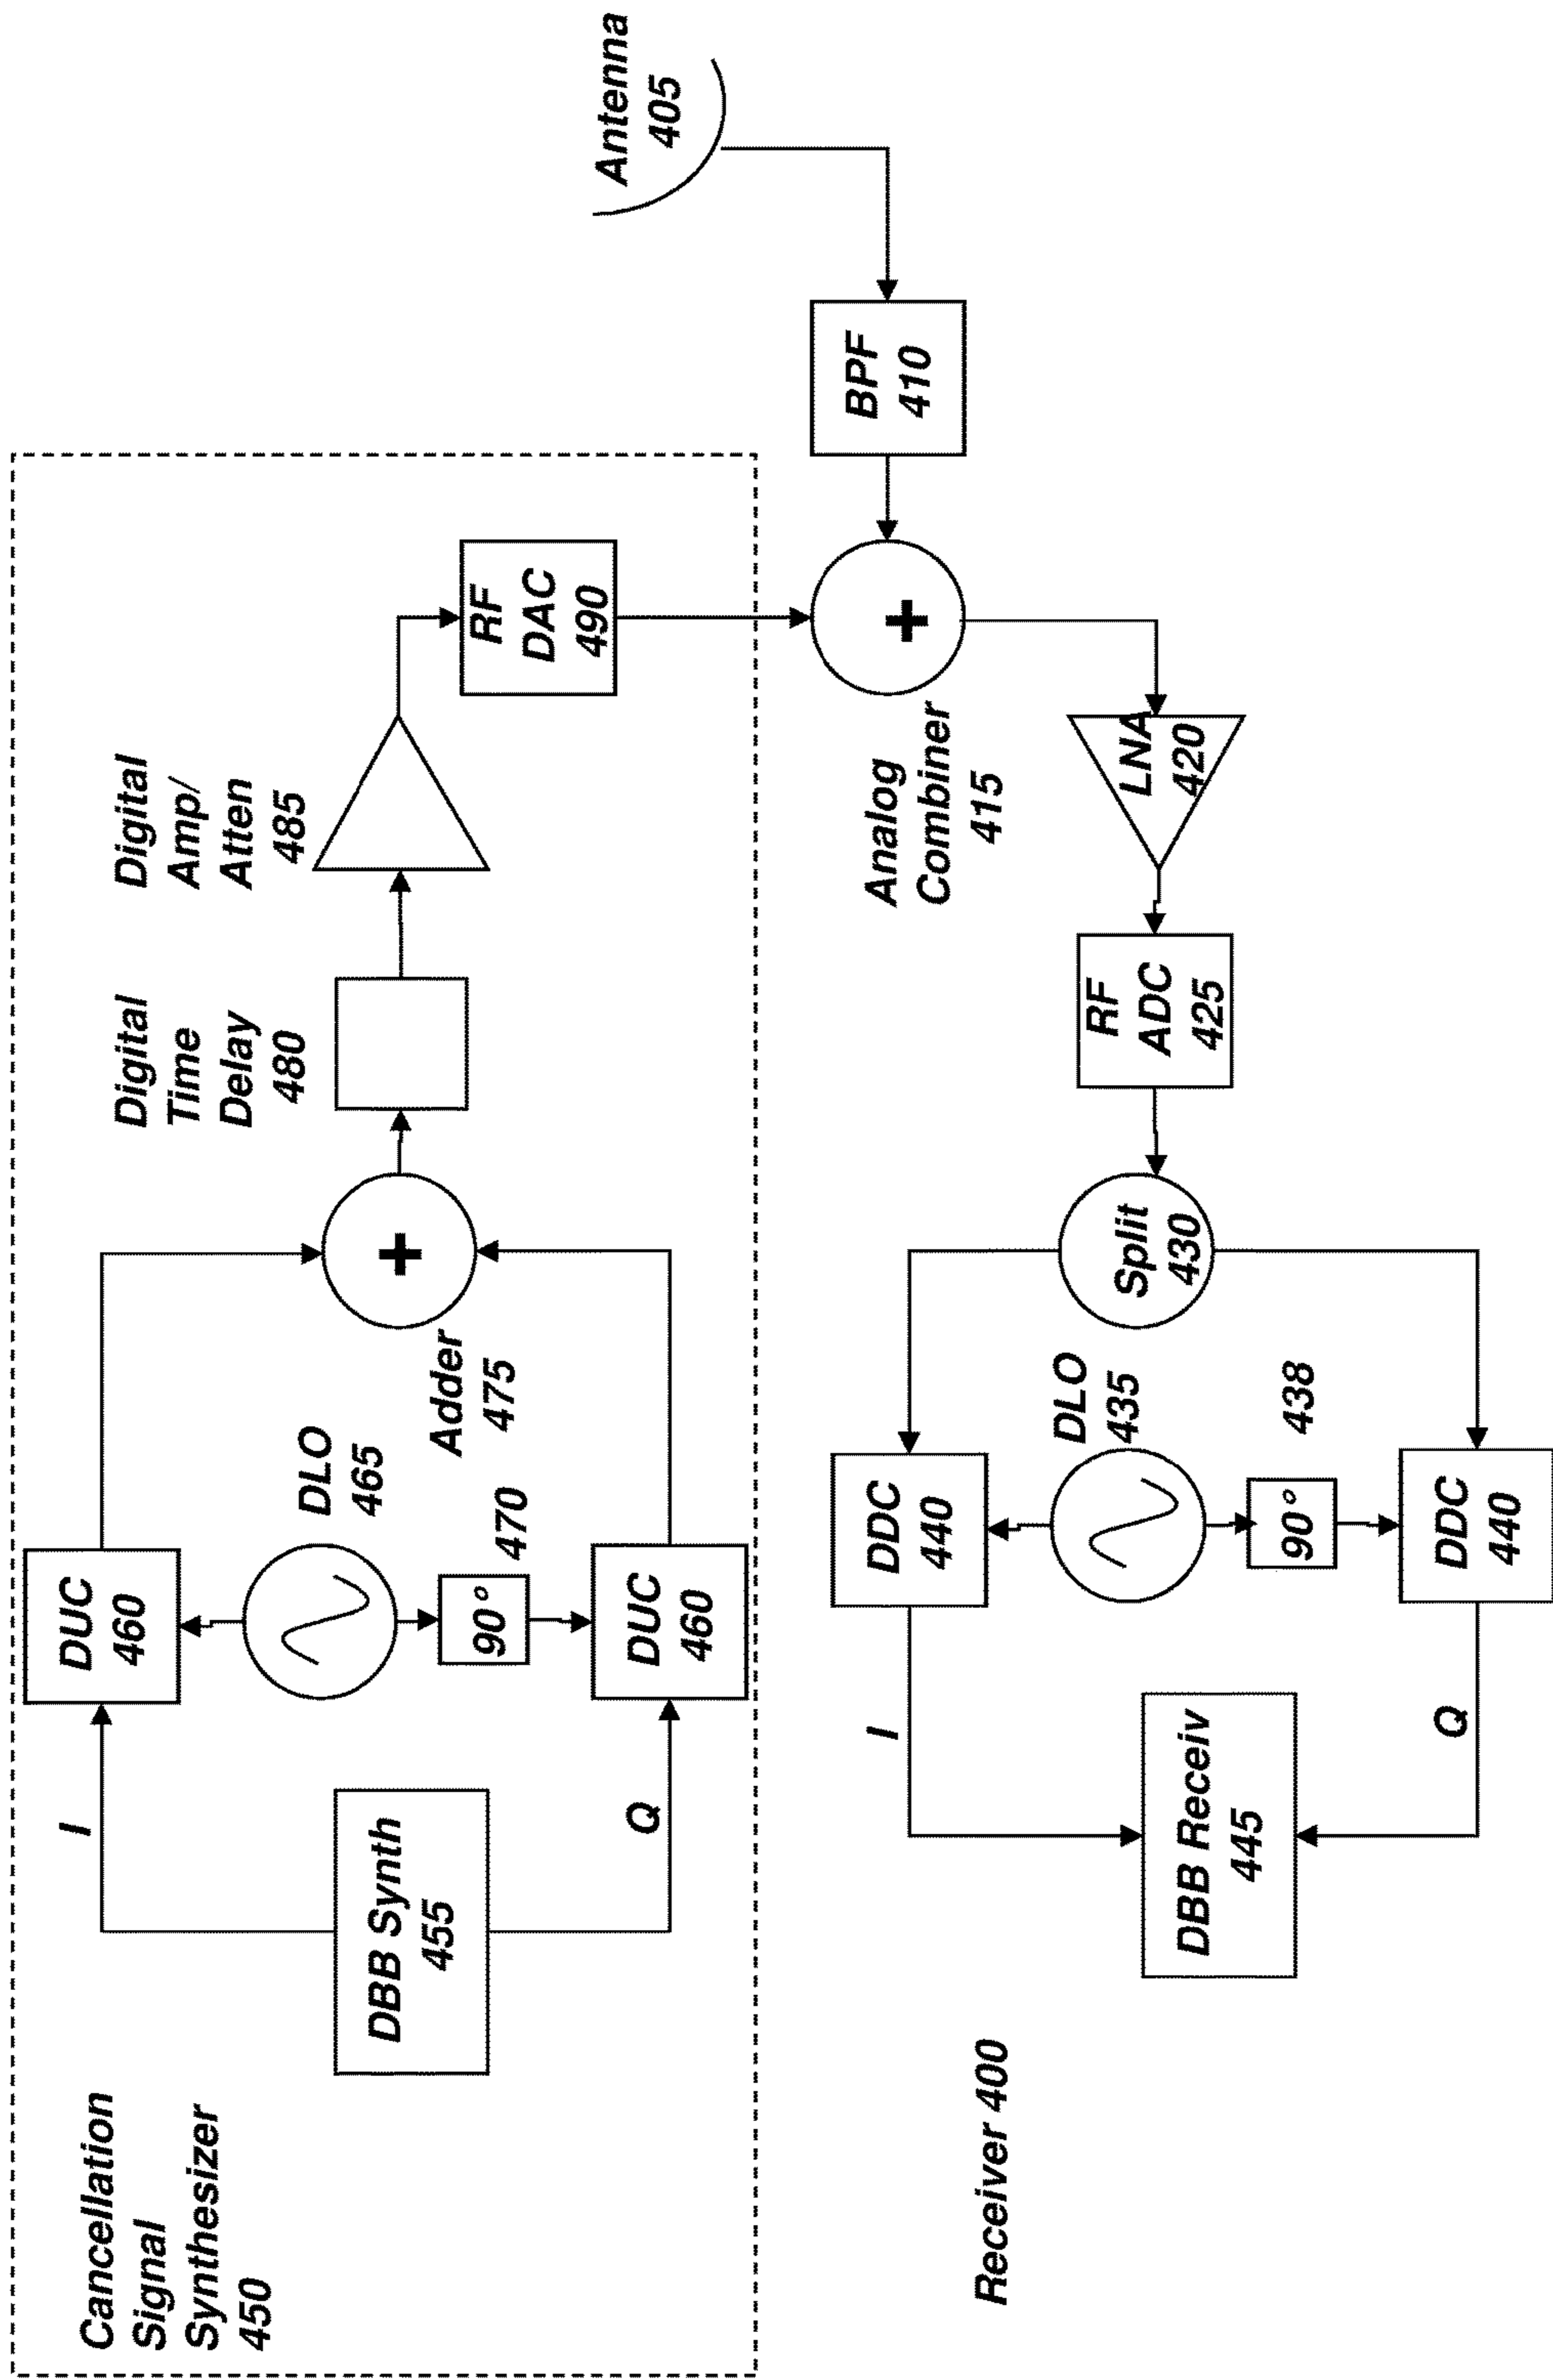 Cancellation
Signal
Synthesizer
450
DBB Synth
455
I
Q
DUC
460
DLO
465
90°
470
DUC
460
Adder
475
+
Digital
Time
Delay
480
Digital
Amp/
Atten
485
RF
DAC
490
Antenna
405
BPF
410
+
Analog
Combiner
415
LNA
420
RF
ADC
425
Split
430
DLO
435
438
90°
DDC
440
DDC
440
I
Q
DBB Receiv
445
Receiver 400